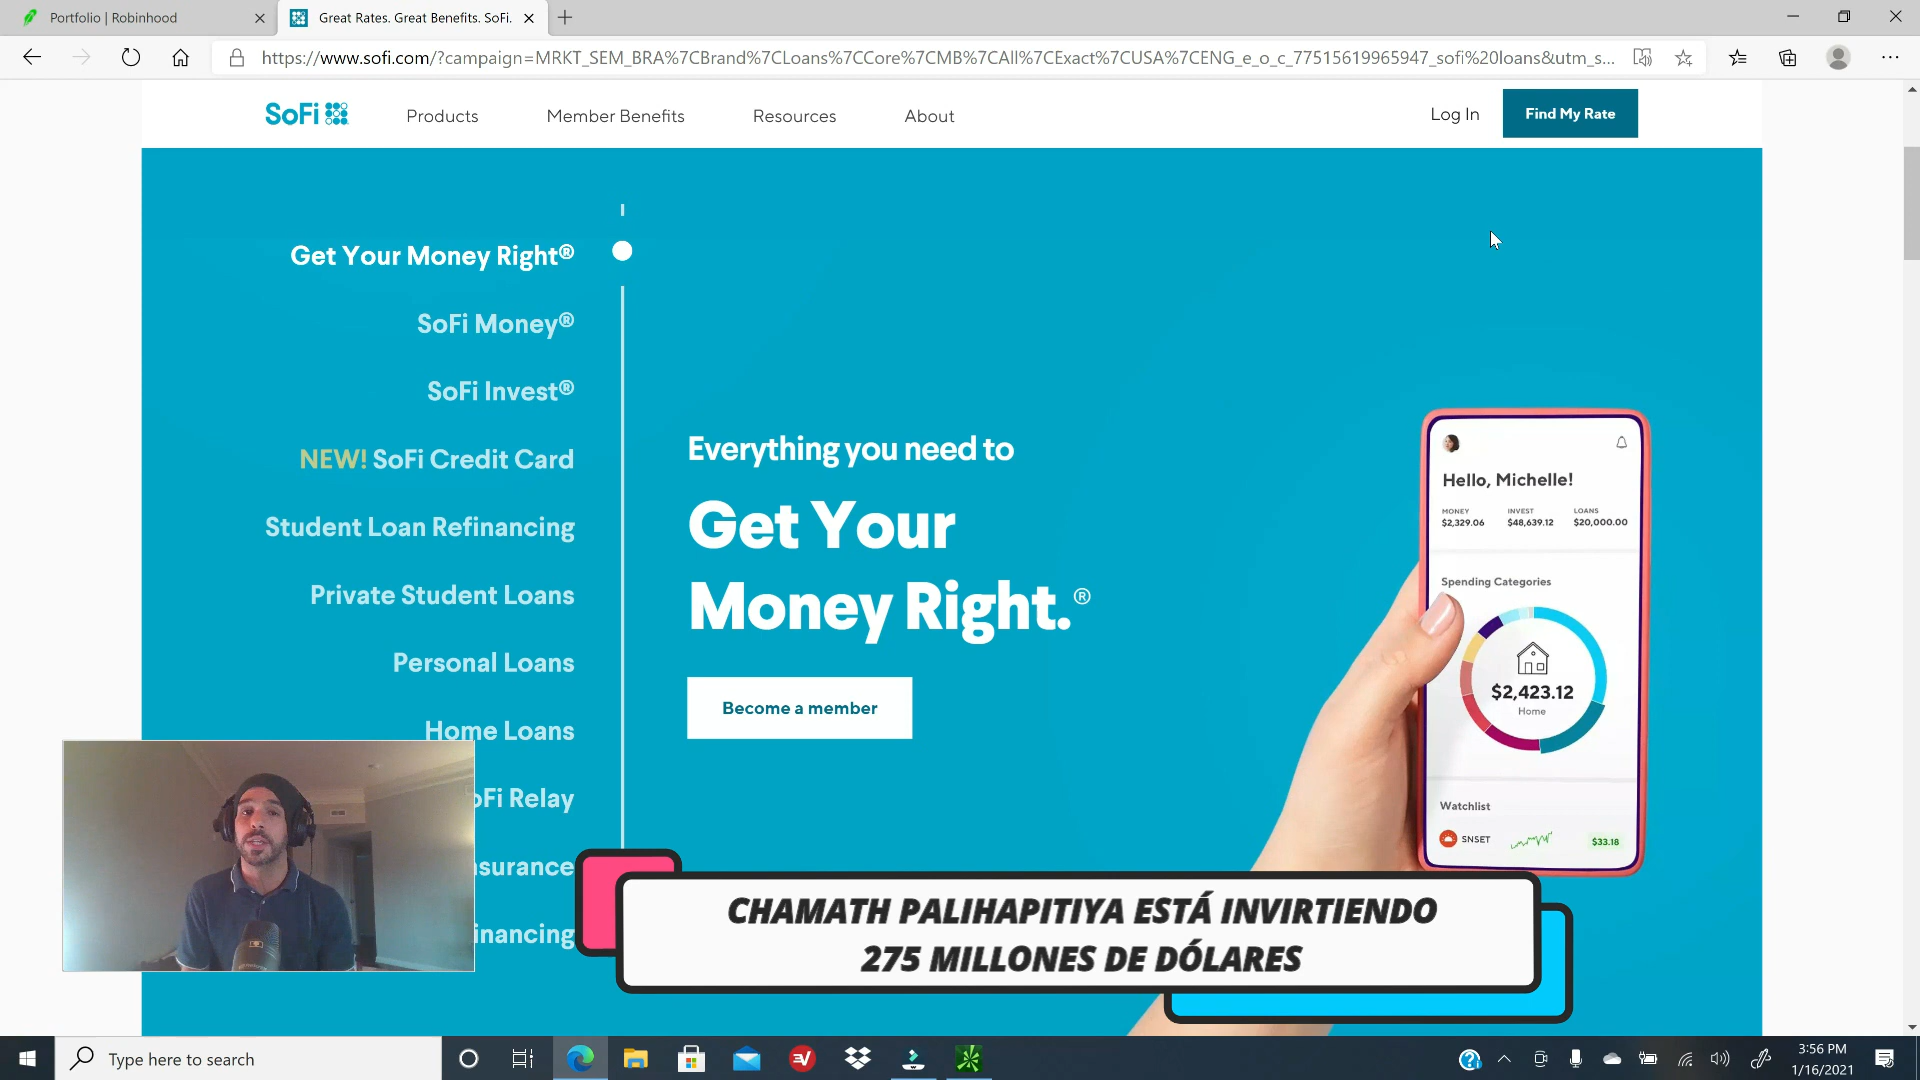 Portfolio | Robinhood
Great Rates. Great Benefits. SoFi.
https://www.sofi.com/?campaign=MRKT_SEM_BRA%7CBrand%7CLoans%7CCore%7CMB%7CAll%7CExact%7CUSA%7CENG_e_o_c_77515619965947_sofi%20loans&utm_s...
SoFi
Products
Member Benefits
Resources
About
Log In
Find My Rate
Get Your Money Right®
SoFi Money®
SoFi Invest®
NEW! SoFi Credit Card
Student Loan Refinancing
Private Student Loans
Personal Loans
Home Loans
oFi Relay
nsurance
inancing
Everything you need to
Get Your
Money Right.®
Become a member
Hello, Michelle!
MONEY INVEST LOANS
$2,329.06 $48,639.12 $20,000.00
Spending Categories
$2,423.12
Home
Watchlist
SNSET $33.18
CHAMATH PALIHAPITIYA ESTÁ INVIRTIENDO
275 MILLONES DE DÓLARES
Type here to search
3:56 PM
1/16/2021